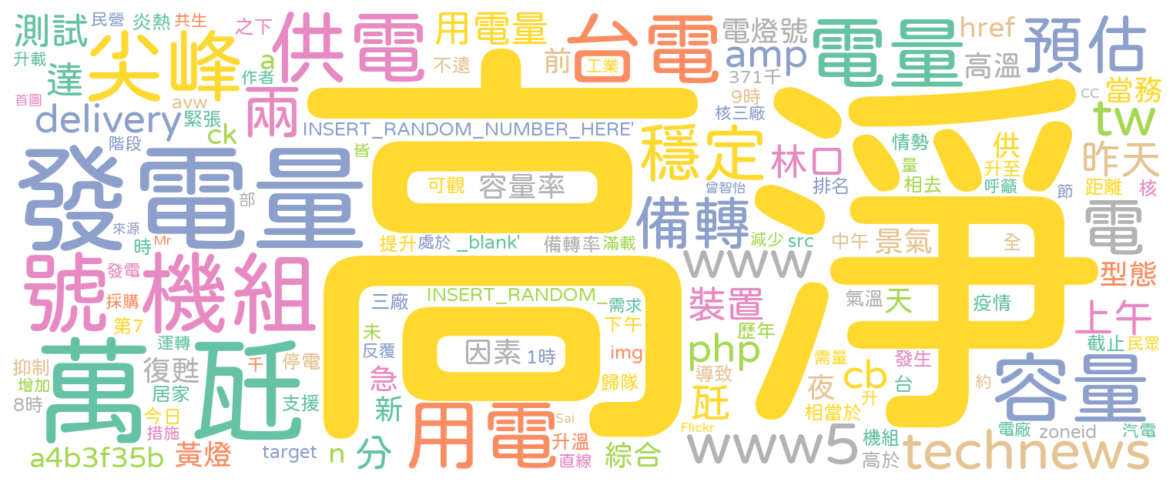 測試 民營 炎熱 共生 之下 供電 用電量 台電 電燈號 amp 電量 href 預估
升載 達 尖峰 作者 a 不遠 前 工業 371千 高溫
首圖 avw 兩 9時 cc 當務
delivery 緊張 ck INSERT_RANDOM_NUMBER_HERE' 核三廠 tw
階段 皆 穩定 情勢 供 昨天
發電量 高 淨 容量率 林口 量 升至
部 可觀 曾智怡 排名 相去 呼籲 節 距離 核
來源 備轉 電
時 Mr 提升 處於 _blank' 備轉率 滿載 減少 src 中午 景氣 全
號 發電 機組 www 型態
採購 三廠 INSERT_RANDOM_ 需求 裝置 氣溫 天 疫情
第7 未 下午 歷年 上午
運轉 反覆 因素 1時 img php 截止 民眾
萬 瓩 千 停電 需量 發生 約 容量
抑制 復甦 急 歸隊 導致 夜 cb 台
增加 居家 升
8時 今日 支援 新 用電 Sai 瓩 相當於
措施 Flickr www5 機組 電廠 zoneid 汽電
a4b3f35b 黃燈 target n 分 升溫 綜合 高於 technews
直線